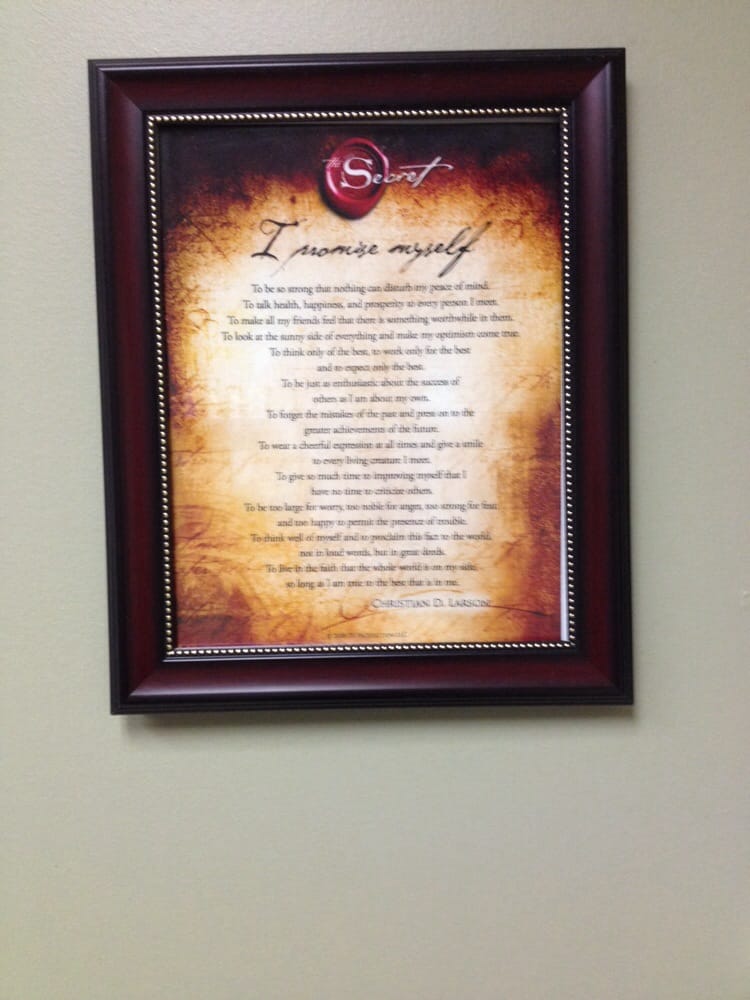 the Secret
I promise myself
To be so strong that nothing can disturb my peace of mind.
To talk health, happiness, and prosperity to every person I meet.
To make all my friends feel that there is something worthwhile in them.
To look at the sunny side of everything and make my optimism come true.
To think only of the best, to work only for the best
and to expect only the best.
To be just as enthusiastic about the success of
others as I am about my own.
To forget the mistakes of the past and press on to the
greater achievements of the future.
To wear a cheerful expression at all times and give a smile
to every living creature I meet.
To give so much time to improving myself that I
have no time to criticize others.
To be too large for worry, too noble for anger, too strong for fear
and too happy to permit the presence of trouble.
To think well of myself and to proclaim this fact to the world,
not in loud words, but in great deeds.
To live in the faith that the whole world is on my side,
so long as I am true to the best that is in me.
CHRISTIAN D. LARSON